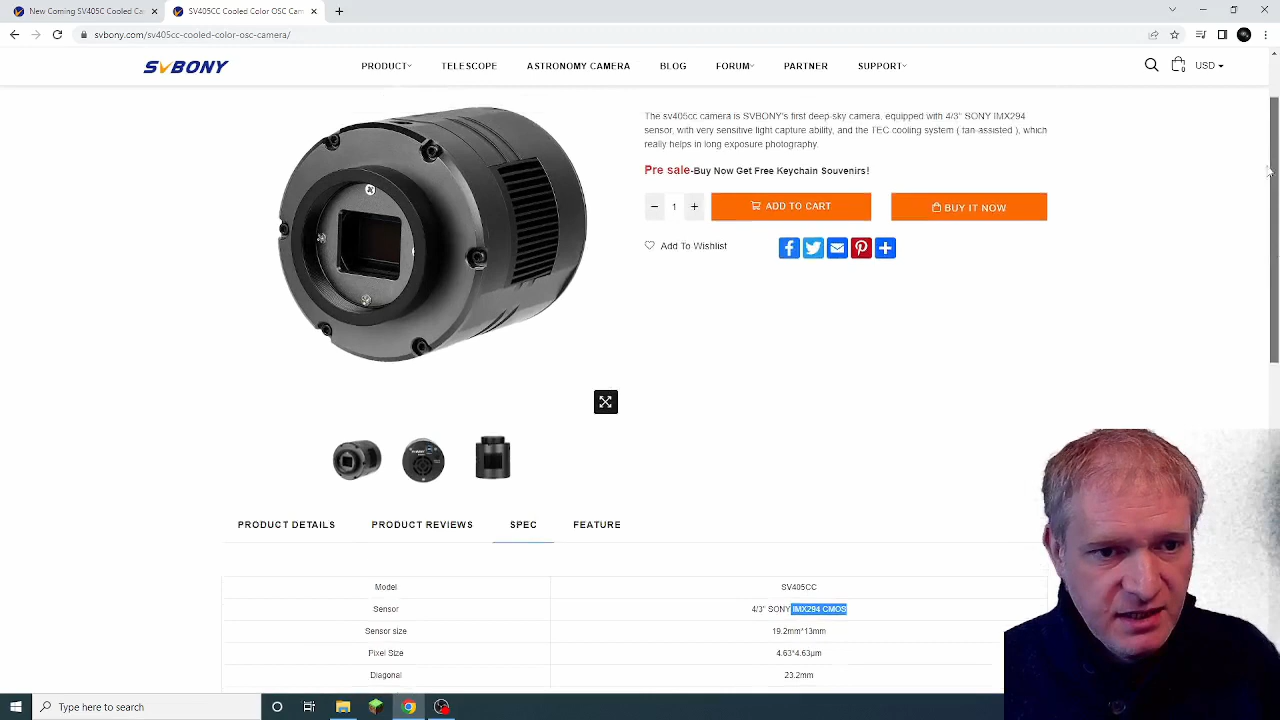 New Coming SV405CC Cooled Ca
SV405CC Cooled Color OSC Cam
svbony.com/sv405cc-cooled-color-osc-camera/
SVBONY
PRODUCT
TELESCOPE
ASTRONOMY CAMERA
BLOG
FORUM
PARTNER
SUPPORT
0
USD
The sv405cc camera is SVBONY's first deep-sky camera, equipped with 4/3" SONY IMX294
sensor, with very sensitive light capture ability, and the TEC cooling system ( fan-assisted ), which
really helps in long exposure photography.
Pre sale-Buy Now Get Free Keychain Souvenirs!
− 1 +
ADD TO CART
BUY IT NOW
Add To Wishlist
PRODUCT DETAILS
PRODUCT REVIEWS
SPEC
FEATURE
Model SV405CC
Sensor 4/3" SONY IMX294 CMOS
Sensor size 19.2mm*13mm
Pixel Size 4.63*4.63μm
Diagonal 23.2mm
Type here to search